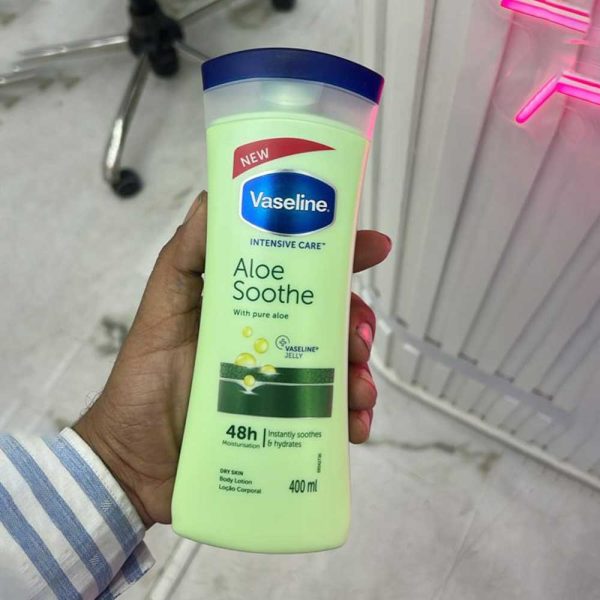 NEW
Vaseline.
INTENSIVE CARE™
Aloe
Soothe
With pure aloe
VASELINE®
JELLY
48h
Moisturisation
Instantly soothes
& hydrates
DRY SKIN
Body Lotion
Loção Corporal
400 ml